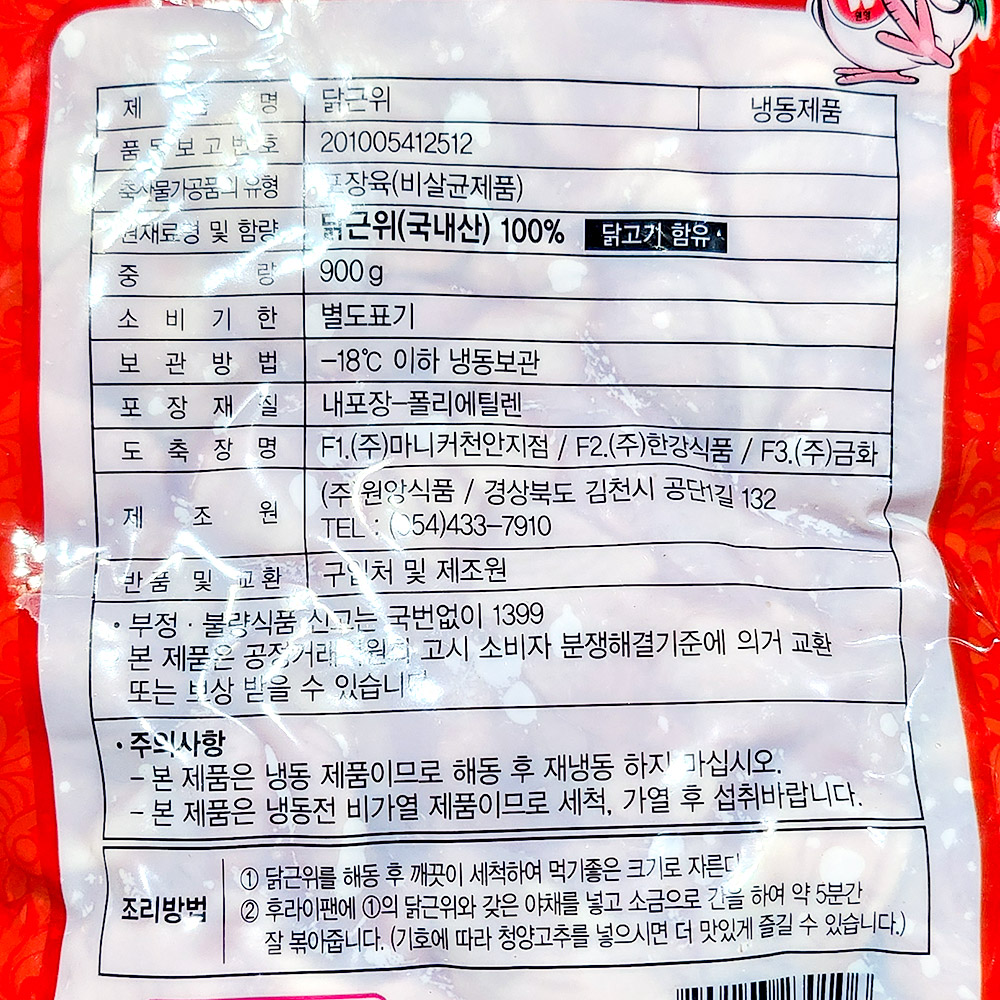 원앙
제 품 명 닭근위 냉동제품
품목보고번호 201005412512
축산물가공품의 유형 포장육(비살균제품)
원재료명 및 함량 닭근위(국내산) 100% 닭고기 함유
중 량 900g
소 비 기 한 별도표기
보 관 방 법 -18℃ 이하 냉동보관
포 장 재 질 내포장-폴리에틸렌
도 축 장 명 F1.(주)마니커천안지점 / F2.(주)한강식품 / F3.(주)금화
제 조 원 (주)원앙식품 / 경상북도 김천시 공단1길 132
TEL : (054)433-7910
반 품 및 교 환 구입처 및 제조원
· 부정 · 불량식품 신고는 국번없이 1399
본 제품은 공정거래위원회 고시 소비자 분쟁해결기준에 의거 교환
또는 보상 받을 수 있습니다
· 주의사항
- 본 제품은 냉동 제품이므로 해동 후 재냉동 하지 마십시오.
- 본 제품은 냉동전 비가열 제품이므로 세척, 가열 후 섭취바랍니다.
조리방법
① 닭근위를 해동 후 깨끗이 세척하여 먹기좋은 크기로 자른다
② 후라이팬에 ①의 닭근위와 갖은 야채를 넣고 소금으로 간을 하여 약 5분간
잘 볶아줍니다. (기호에 따라 청양고추를 넣으시면 더 맛있게 즐길 수 있습니다.)